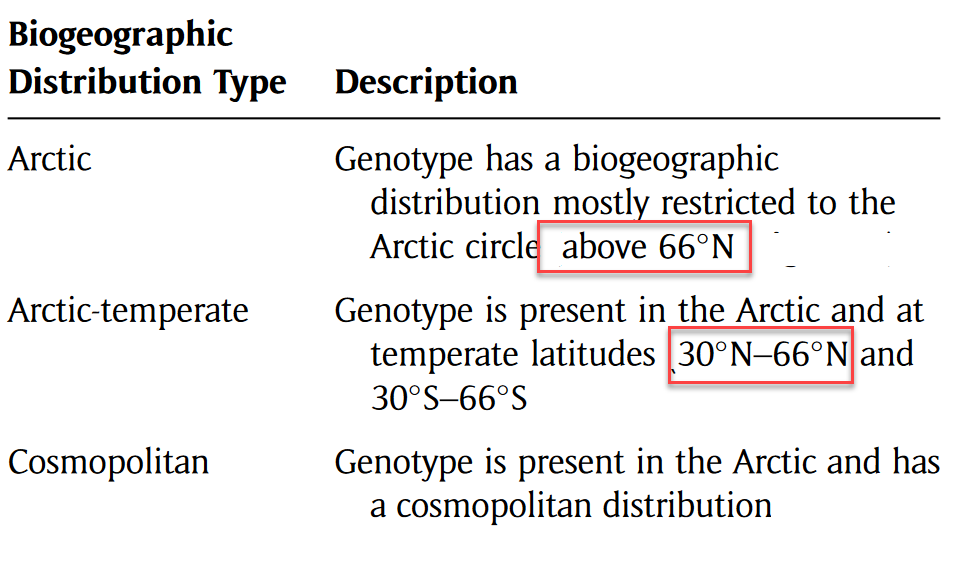 Biogeographic
Distribution Type Description
Arctic Genotype has a biogeographic
distribution mostly restricted to the
Arctic circle above 66°N
Arctic-temperate Genotype is present in the Arctic and at
temperate latitudes 30°N–66°N and
30°S–66°S
Cosmopolitan Genotype is present in the Arctic and has
a cosmopolitan distribution